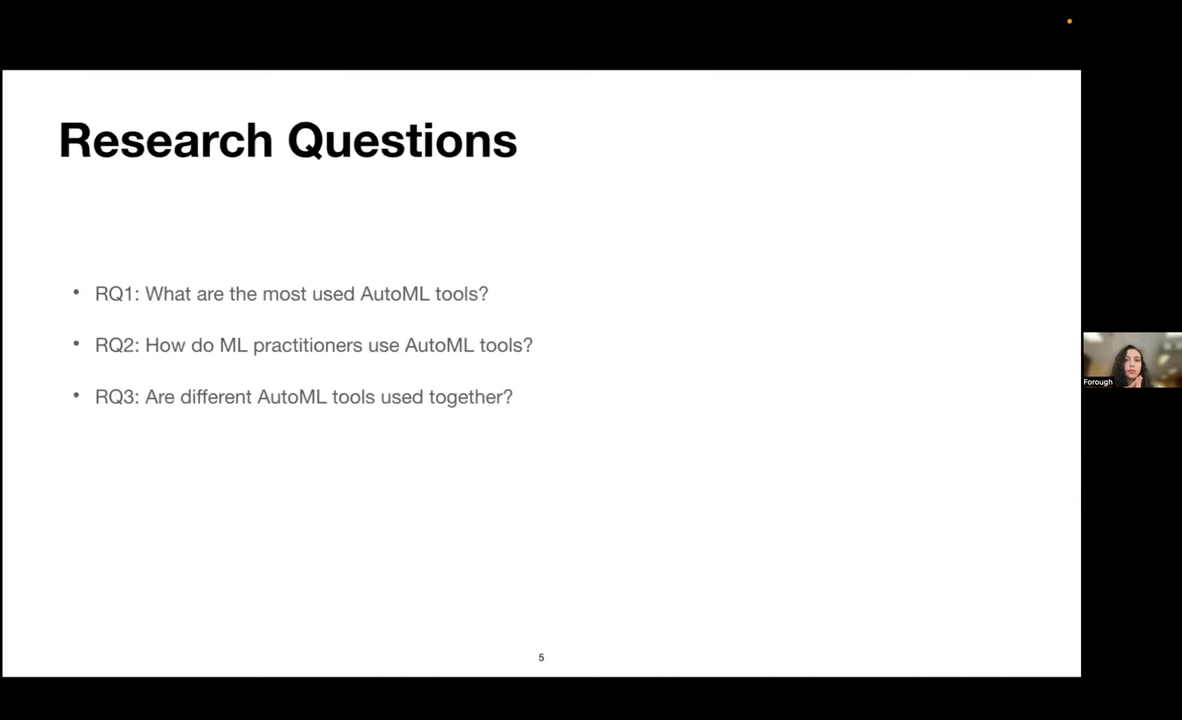 Research Questions
• RQ1: What are the most used AutoML tools?
• RQ2: How do ML practitioners use AutoML tools?
• RQ3: Are different AutoML tools used together?
Forough
5